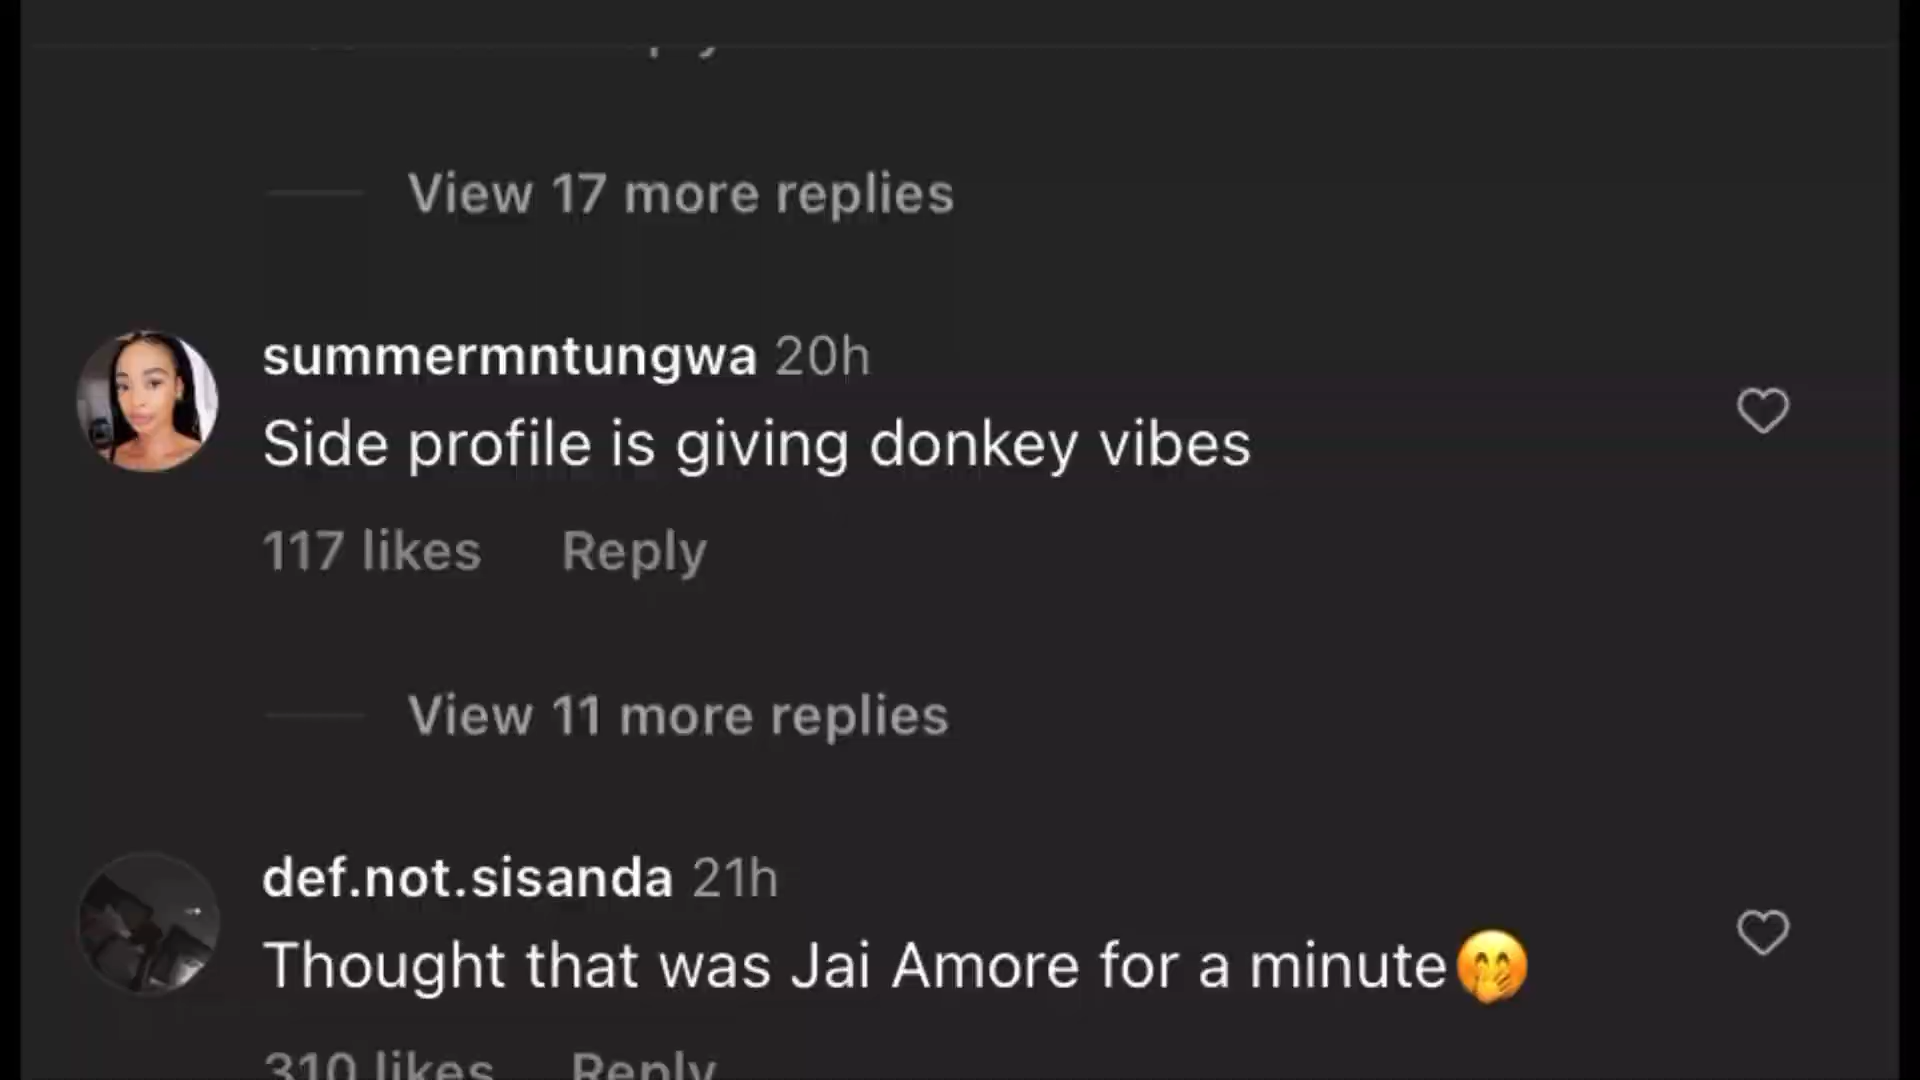 View 17 more replies
summermntungwa 20h
Side profile is giving donkey vibes
117 likes Reply
View 11 more replies
def.not.sisanda 21h
Thought that was Jai Amore for a minute🤭
310 likes Reply